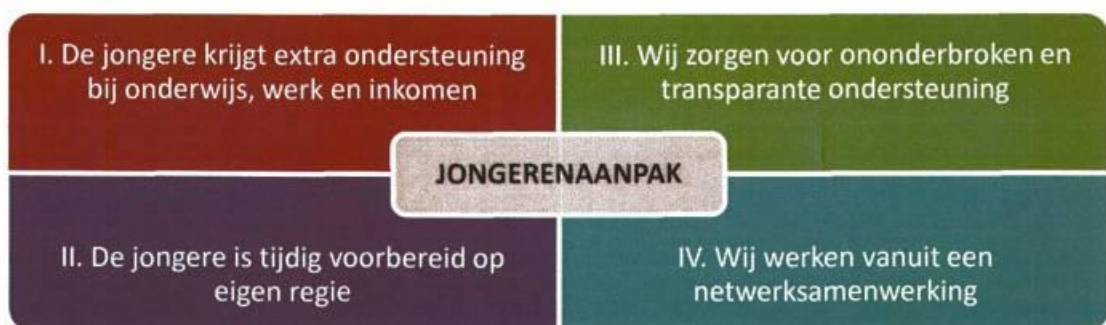 I. De jongere krijgt extra ondersteuning
bij onderwijs, werk en inkomen
II. De jongere is tijdig voorbereid op
eigen regie
JONGERENAANPAK
III. Wij zorgen voor ononderbroken en
transparante ondersteuning
IV. Wij werken vanuit een
netwerksamenwerking